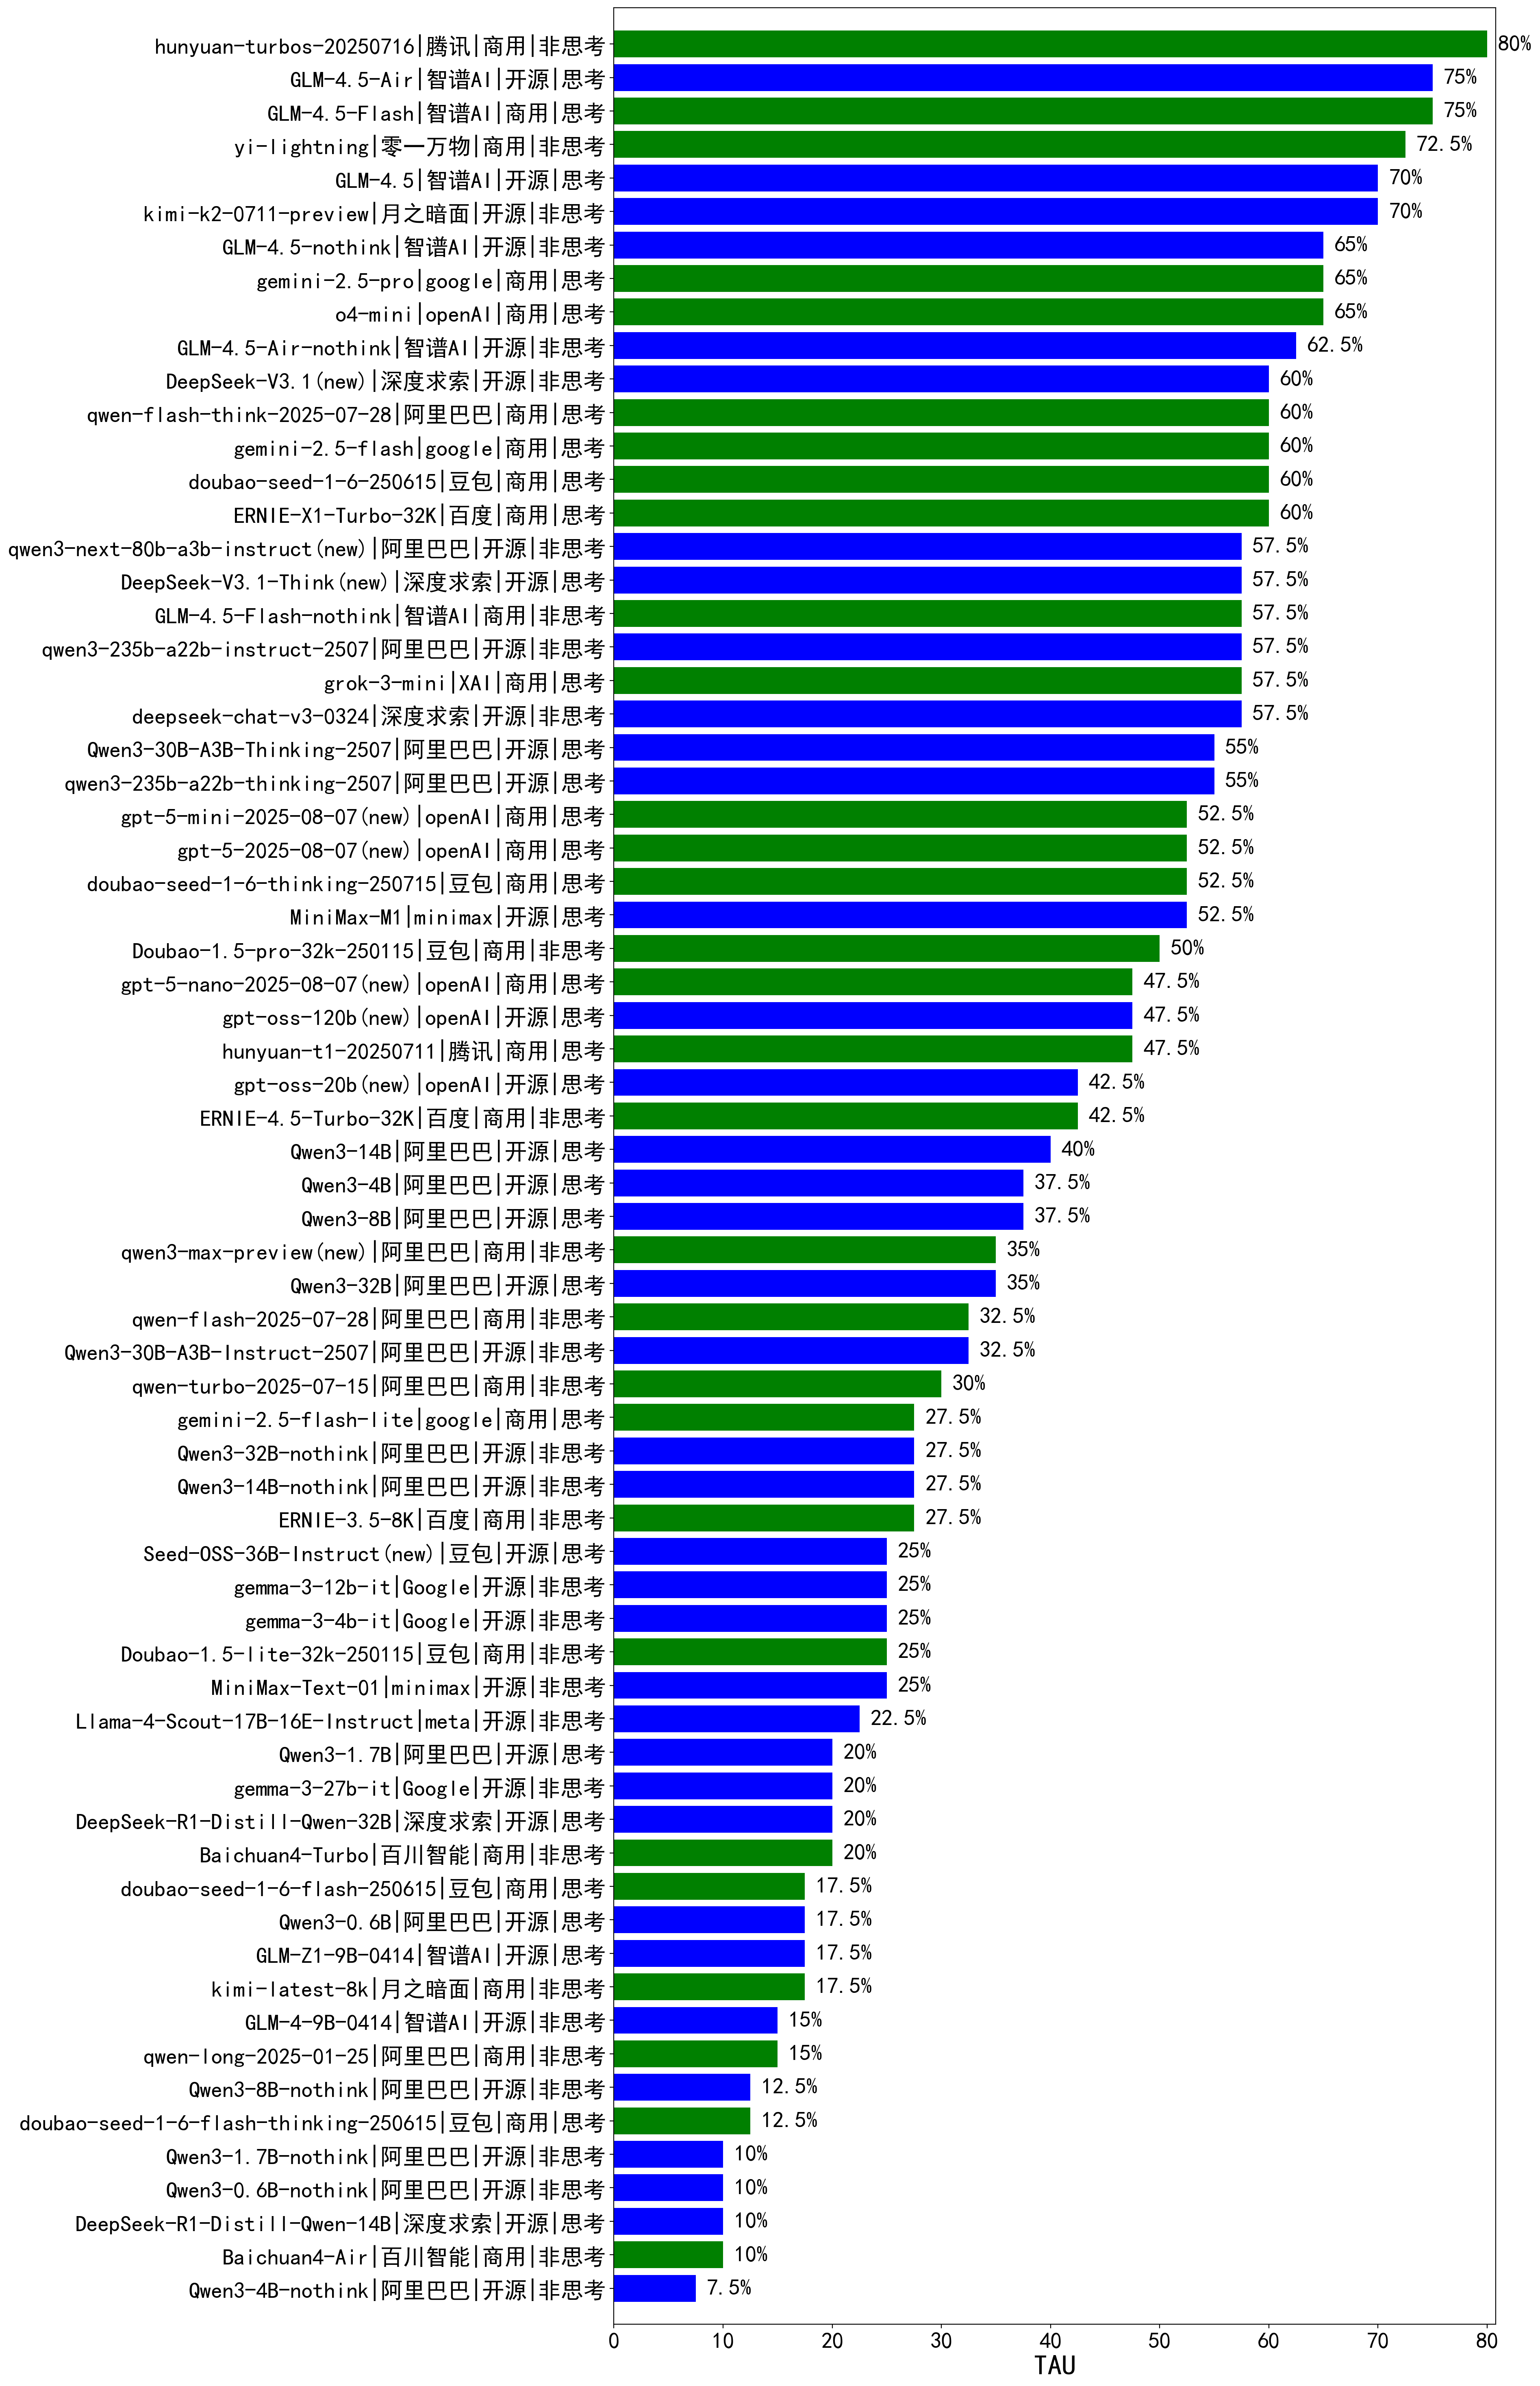 hunyuan-turbos-20250716|腾讯|商用|非思考 80%
GLM-4.5-Air|智谱AI|开源|思考 75%
GLM-4.5-Flash|智谱AI|商用|思考 75%
yi-lightning|零一万物|商用|非思考 72.5%
GLM-4.5|智谱AI|开源|思考 70%
kimi-k2-0711-preview|月之暗面|开源|非思考 70%
GLM-4.5-nothink|智谱AI|开源|非思考 65%
gemini-2.5-pro|google|商用|思考 65%
o4-mini|openAI|商用|思考 65%
GLM-4.5-Air-nothink|智谱AI|开源|非思考 62.5%
DeepSeek-V3.1(new)|深度求索|开源|非思考 60%
qwen-flash-think-2025-07-28|阿里巴巴|商用|思考 60%
gemini-2.5-flash|google|商用|思考 60%
doubao-seed-1-6-250615|豆包|商用|思考 60%
ERNIE-X1-Turbo-32K|百度|商用|思考 60%
qwen3-next-80b-a3b-instruct(new)|阿里巴巴|开源|非思考 57.5%
DeepSeek-V3.1-Think(new)|深度求索|开源|思考 57.5%
GLM-4.5-Flash-nothink|智谱AI|商用|非思考 57.5%
qwen3-235b-a22b-instruct-2507|阿里巴巴|开源|非思考 57.5%
grok-3-mini|XAI|商用|思考 57.5%
deepseek-chat-v3-0324|深度求索|开源|非思考 57.5%
Qwen3-30B-A3B-Thinking-2507|阿里巴巴|开源|思考 55%
qwen3-235b-a22b-thinking-2507|阿里巴巴|开源|思考 55%
gpt-5-mini-2025-08-07(new)|openAI|商用|思考 52.5%
gpt-5-2025-08-07(new)|openAI|商用|思考 52.5%
doubao-seed-1-6-thinking-250715|豆包|商用|思考 52.5%
MiniMax-M1|minimax|开源|思考 52.5%
Doubao-1.5-pro-32k-250115|豆包|商用|非思考 50%
gpt-5-nano-2025-08-07(new)|openAI|商用|思考 47.5%
gpt-oss-120b(new)|openAI|开源|思考 47.5%
hunyuan-t1-20250711|腾讯|商用|思考 47.5%
gpt-oss-20b(new)|openAI|开源|思考 42.5%
ERNIE-4.5-Turbo-32K|百度|商用|非思考 42.5%
Qwen3-14B|阿里巴巴|开源|思考 40%
Qwen3-4B|阿里巴巴|开源|思考 37.5%
Qwen3-8B|阿里巴巴|开源|思考 37.5%
qwen3-max-preview(new)|阿里巴巴|商用|非思考 35%
Qwen3-32B|阿里巴巴|开源|思考 35%
qwen-flash-2025-07-28|阿里巴巴|商用|非思考 32.5%
Qwen3-30B-A3B-Instruct-2507|阿里巴巴|开源|非思考 32.5%
qwen-turbo-2025-07-15|阿里巴巴|商用|非思考 30%
gemini-2.5-flash-lite|google|商用|思考 27.5%
Qwen3-32B-nothink|阿里巴巴|开源|非思考 27.5%
Qwen3-14B-nothink|阿里巴巴|开源|非思考 27.5%
ERNIE-3.5-8K|百度|商用|非思考 27.5%
Seed-OSS-36B-Instruct(new)|豆包|开源|思考 25%
gemma-3-12b-it|Google|开源|非思考 25%
gemma-3-4b-it|Google|开源|非思考 25%
Doubao-1.5-lite-32k-250115|豆包|商用|非思考 25%
MiniMax-Text-01|minimax|开源|非思考 25%
Llama-4-Scout-17B-16E-Instruct|meta|开源|非思考 22.5%
Qwen3-1.7B|阿里巴巴|开源|思考 20%
gemma-3-27b-it|Google|开源|非思考 20%
DeepSeek-R1-Distill-Qwen-32B|深度求索|开源|思考 20%
Baichuan4-Turbo|百川智能|商用|非思考 20%
doubao-seed-1-6-flash-250615|豆包|商用|思考 17.5%
Qwen3-0.6B|阿里巴巴|开源|思考 17.5%
GLM-Z1-9B-0414|智谱AI|开源|思考 17.5%
kimi-latest-8k|月之暗面|商用|非思考 17.5%
GLM-4-9B-0414|智谱AI|开源|非思考 15%
qwen-long-2025-01-25|阿里巴巴|商用|非思考 15%
Qwen3-8B-nothink|阿里巴巴|开源|非思考 12.5%
doubao-seed-1-6-flash-thinking-250615|豆包|商用|思考 12.5%
Qwen3-1.7B-nothink|阿里巴巴|开源|非思考 10%
Qwen3-0.6B-nothink|阿里巴巴|开源|非思考 10%
DeepSeek-R1-Distill-Qwen-14B|深度求索|开源|思考 10%
Baichuan4-Air|百川智能|商用|非思考 10%
Qwen3-4B-nothink|阿里巴巴|开源|非思考 7.5%
0 10 20 30 40 50 60 70 80
TAU